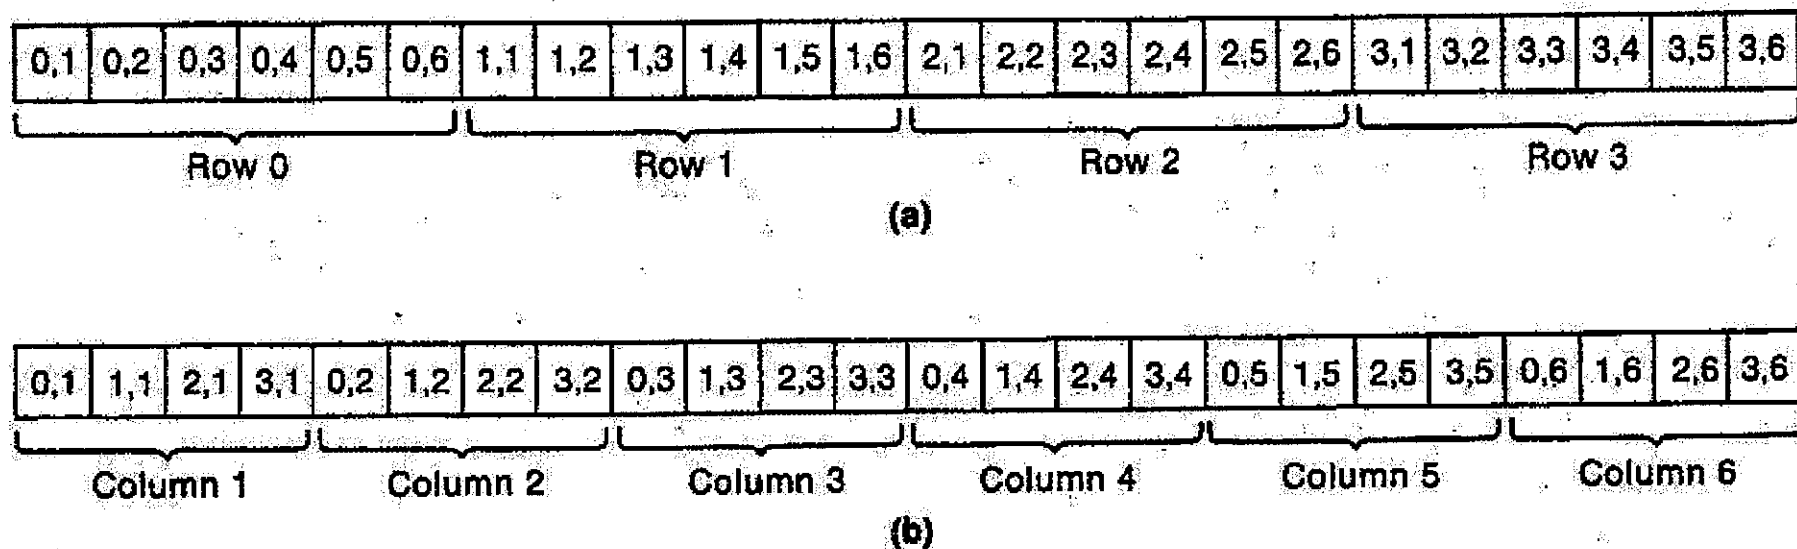 0,1 0,2 0,3 0,4 0,5 0,6 1,1 1,2 1,3 1,4 1,5 1,6 2,1 2,2 2,3 2,4 2,5 2,6 3,1 3,2 3,3 3,4 3,5 3,6
Row 0 Row 1 Row 2 Row 3
(a)
0,1 1,1 2,1 3,1 0,2 1,2 2,2 3,2 0,3 1,3 2,3 3,3 0,4 1,4 2,4 3,4 0,5 1,5 2,5 3,5 0,6 1,6 2,6 3,6
Column 1 Column 2 Column 3 Column 4 Column 5 Column 6
(b)